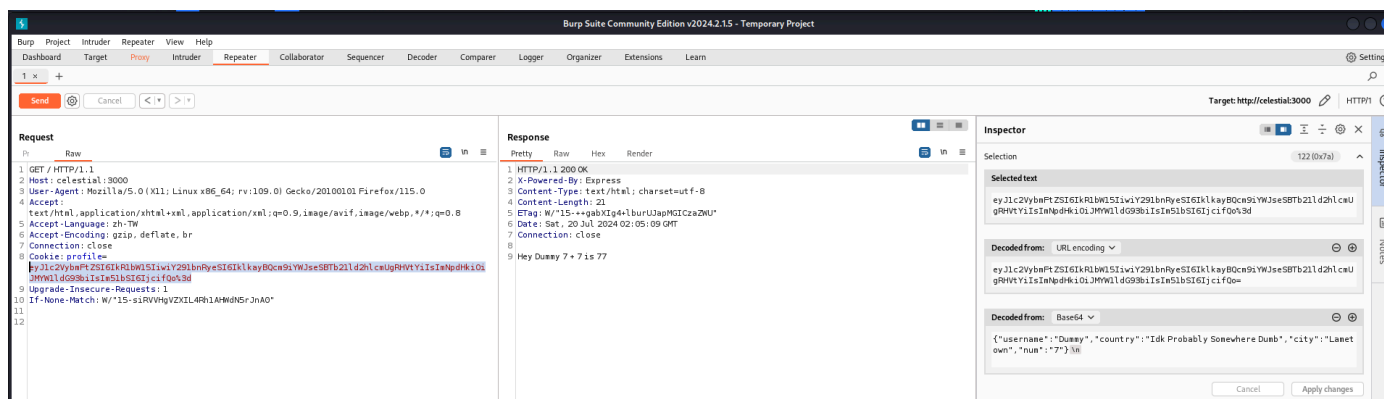 Burp Suite Community Edition v2024.2.1.5 - Temporary Project
Burp Project Intruder Repeater View Help
Dashboard Target Proxy Intruder Repeater Collaborator Sequencer Decoder Comparer Logger Organizer Extensions Learn
1 × +
Send Cancel < >
Target: http://celestial:3000 HTTP/1
Request
Raw
\n
1 GET / HTTP/1.1
2 Host: celestial:3000
3 User-Agent: Mozilla/5.0 (X11; Linux x86_64; rv:109.0) Gecko/20100101 Firefox/115.0
4 Accept:
text/html,application/xhtml+xml,application/xml;q=0.9,image/avif,image/webp,*/*;q=0.8
5 Accept-Language: zh-TW
6 Accept-Encoding: gzip, deflate, br
7 Connection: close
8 Cookie: profile=
eyJ1c2VybmFtZSI6IkR1bW15IiwiY291bnRyeSI6IklkayBQcm9iYWJseSBTb21ld2hlcmUgRHVtYiIsImNpdHkiOi
JMYW1ldG93biIsIm51bSI6IjcifQo%3d
9 Upgrade-Insecure-Requests: 1
10 If-None-Match: W/"15-siRVVHgVZXIL4Rh1AHWdN5rJnA0"
11
12
Response
Pretty Raw Hex Render
\n
1 HTTP/1.1 200 OK
2 X-Powered-By: Express
3 Content-Type: text/html; charset=utf-8
4 Content-Length: 21
5 ETag: W/"15-++gabXIg4+lburUJapMGICzaZWU"
6 Date: Sat, 20 Jul 2024 02:05:09 GMT
7 Connection: close
8
9 Hey Dummy 7 + 7 is 77
Inspector
Selection 122 (0x7a)
Selected text
eyJ1c2VybmFtZSI6IkR1bW15IiwiY291bnRyeSI6IklkayBQcm9iYWJseSBTb21ld2hlcmU
gRHVtYiIsImNpdHkiOiJMYW1ldG93biIsIm51bSI6IjcifQo%3d
Decoded from: URL encoding
eyJ1c2VybmFtZSI6IkR1bW15IiwiY291bnRyeSI6IklkayBQcm9iYWJseSBTb21ld2hlcmU
gRHVtYiIsImNpdHkiOiJMYW1ldG93biIsIm51bSI6IjcifQo=
Decoded from: Base64
{"username":"Dummy","country":"Idk Probably Somewhere Dumb","city":"Lamet
own","num":"7"} \n
Cancel Apply changes
Notes